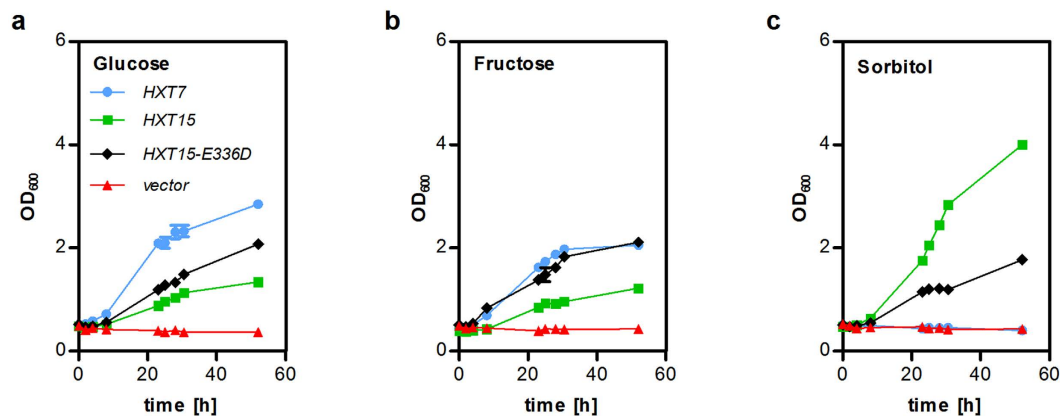 a
6
4
2
0
OD600
Glucose
HXT7
HXT15
HXT15-E336D
vector
0 20 40 60
time [h]
b
6
4
2
0
OD600
Fructose
0 20 40 60
time [h]
c
6
4
2
0
OD600
Sorbitol
0 20 40 60
time [h]